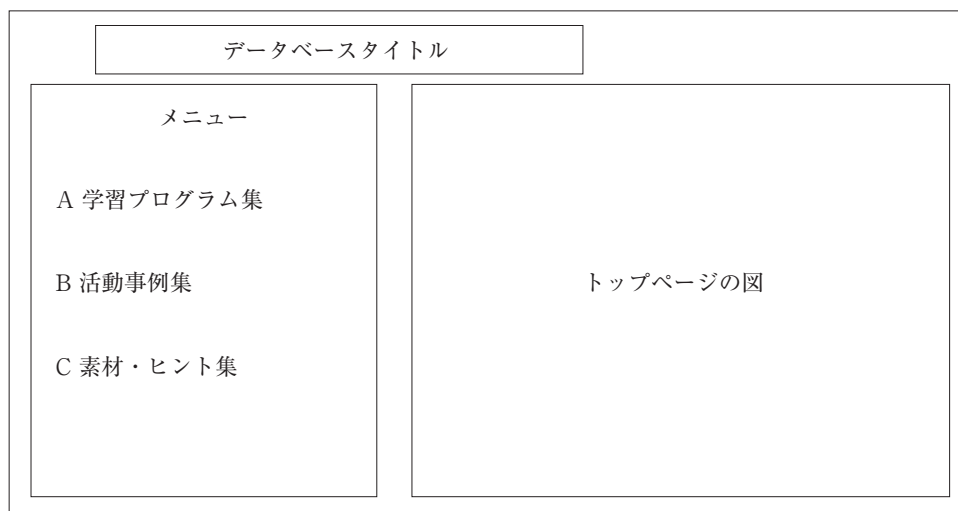 データベースタイトル
メニュー
A 学習プログラム集
B 活動事例集
C 素材・ヒント集
トップページの図